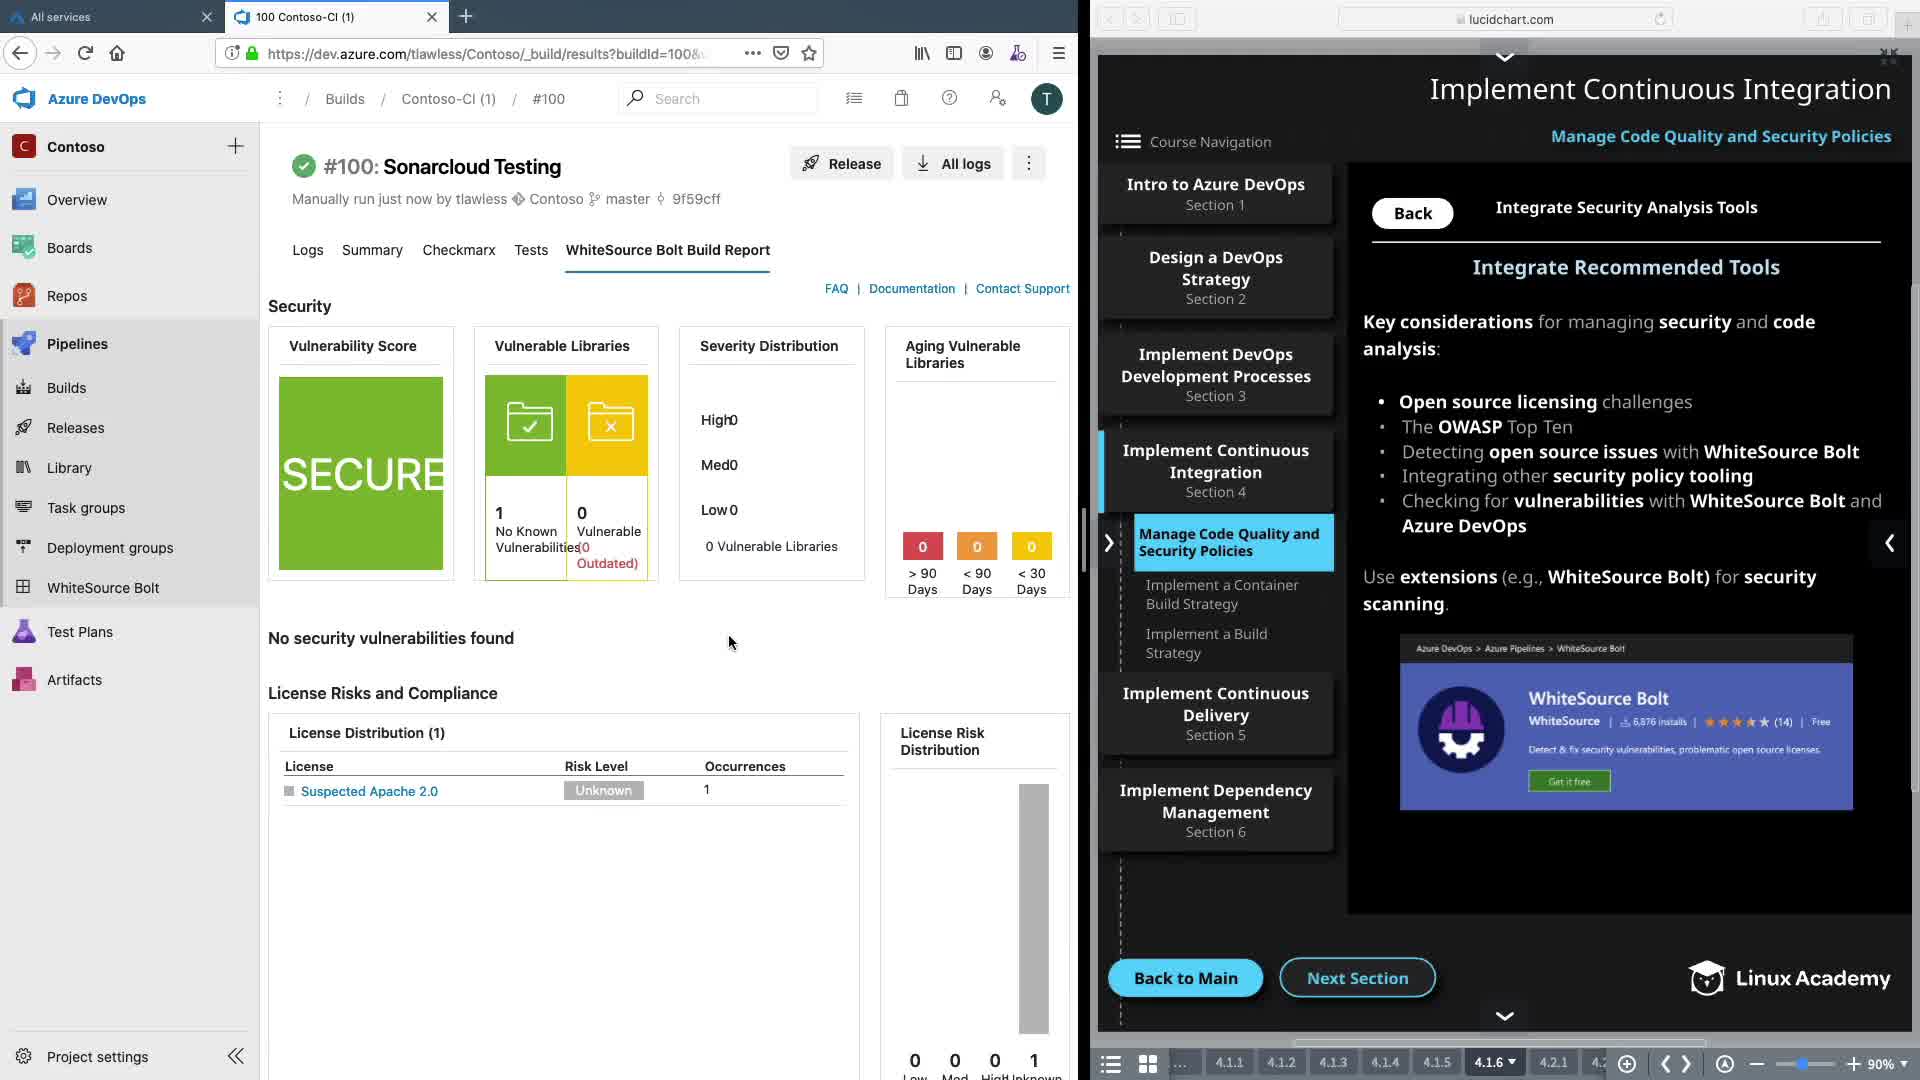 All services
100 Contoso-CI (1)
https://dev.azure.com/tlawless/Contoso/_build/results?buildId=100&
Azure DevOps
Builds / Contoso-CI (1) / #100
Search
T
C Contoso
Overview
Boards
Repos
Pipelines
Builds
Releases
Library
Task groups
Deployment groups
WhiteSource Bolt
Test Plans
Artifacts
Project settings
#100: Sonarcloud Testing
Release
All logs
Manually run just now by tlawless Contoso master 9f59cff
Logs Summary Checkmarx Tests WhiteSource Bolt Build Report
FAQ | Documentation | Contact Support
Security
Vulnerability Score
SECURE
Vulnerable Libraries
1
No Known
Vulnerabilities
0
Vulnerable
(0
Outdated)
Severity Distribution
High 0
Med 0
Low 0
0 Vulnerable Libraries
Aging Vulnerable
Libraries
0 0 0
> 90 < 90 < 30
Days Days Days
No security vulnerabilities found
License Risks and Compliance
License Distribution (1)
License Risk Level Occurrences
Suspected Apache 2.0 Unknown 1
License Risk
Distribution
0 0 0 1
Low Med High Unknown
lucidchart.com
Implement Continuous Integration
Manage Code Quality and Security Policies
Course Navigation
Intro to Azure DevOps
Section 1
Design a DevOps
Strategy
Section 2
Implement DevOps
Development Processes
Section 3
Implement Continuous
Integration
Section 4
Manage Code Quality and
Security Policies
Implement a Container
Build Strategy
Implement a Build
Strategy
Implement Continuous
Delivery
Section 5
Implement Dependency
Management
Section 6
Back
Integrate Security Analysis Tools
Integrate Recommended Tools
Key considerations for managing security and code
analysis:
• Open source licensing challenges
• The OWASP Top Ten
• Detecting open source issues with WhiteSource Bolt
• Integrating other security policy tooling
• Checking for vulnerabilities with WhiteSource Bolt and
Azure DevOps
Use extensions (e.g., WhiteSource Bolt) for security
scanning.
Azure DevOps > Azure Pipelines > WhiteSource Bolt
WhiteSource Bolt
WhiteSource | 6,876 installs | (14) | Free
Detect & fix security vulnerabilities, problematic open source licenses.
Get it free
Back to Main
Next Section
Linux Academy
... 4.1.1 4.1.2 4.1.3 4.1.4 4.1.5 4.1.6 4.2.1 4.2
90%